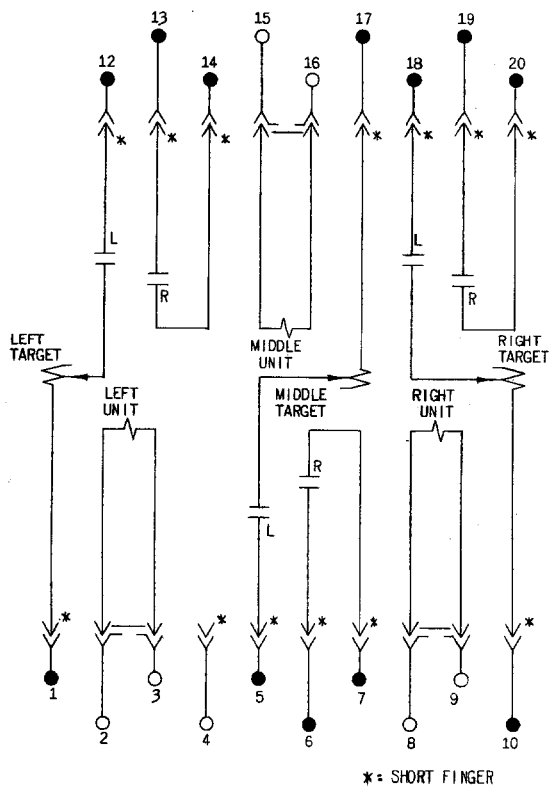 15 17 19
13
12 14 16 18 20
* * * * * *
L L
R R
LEFT
TARGET
MIDDLE
UNIT
RIGHT
TARGET
LEFT
UNIT
MIDDLE
TARGET
RIGHT
UNIT
R
L
* * * * * *
1 3 5 7 9
2 4 6 8 10
*= SHORT FINGER